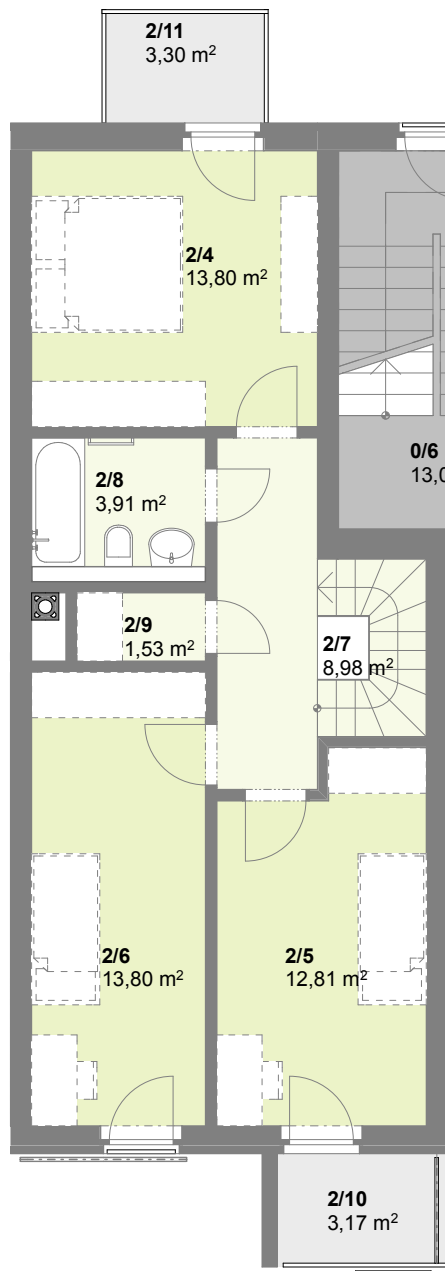 2/11
3,30 m²
2/4
13,80 m²
0/6
13,0
2/8
3,91 m²
2/9
1,53 m²
2/7
8,98 m²
2/6
13,80 m²
2/5
12,81 m²
2/10
3,17 m²